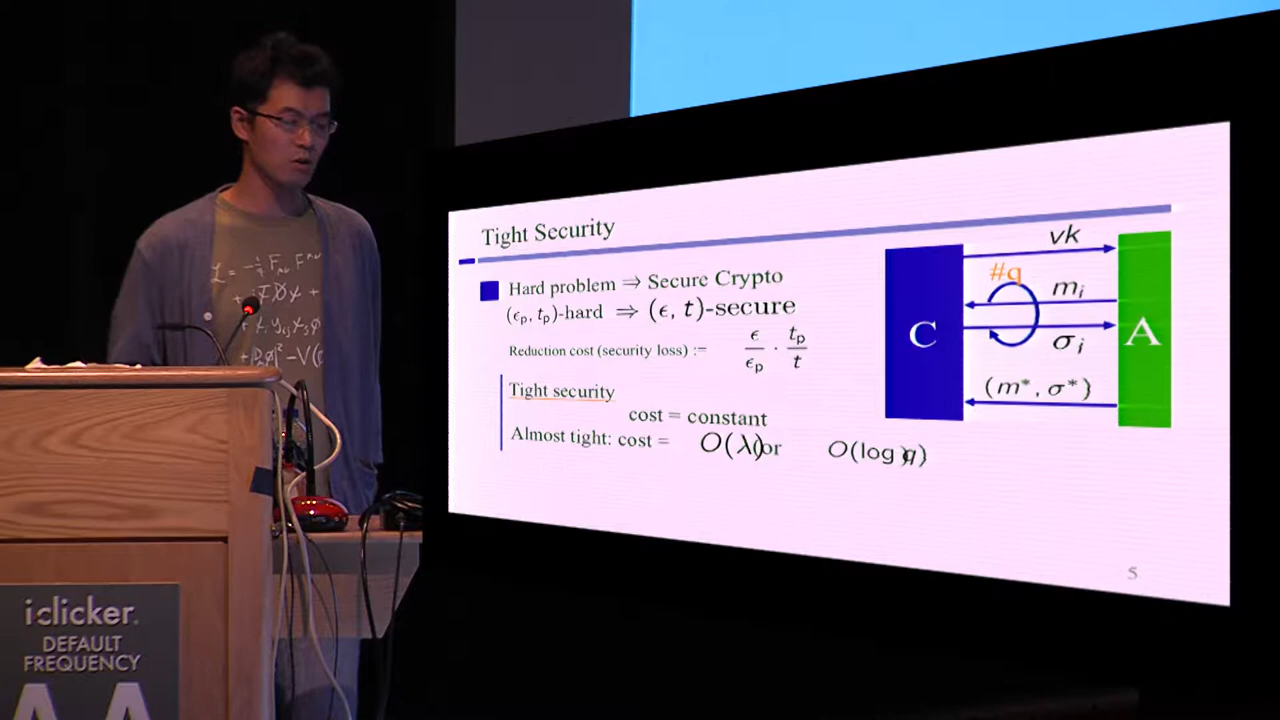 Tight Security
Hard problem ⇒ Secure Crypto
(ϵₚ, tₚ)-hard ⇒ (ϵ, t)-secure
Reduction cost (security loss) := ϵ/ϵₚ · tₚ/t
Tight security
cost = constant
Almost tight: cost = O(λ) or O(log q)
vk
#q
mᵢ
C
A
σᵢ
(m*, σ*)
5
i>clicker.
DEFAULT
FREQUENCY
AA